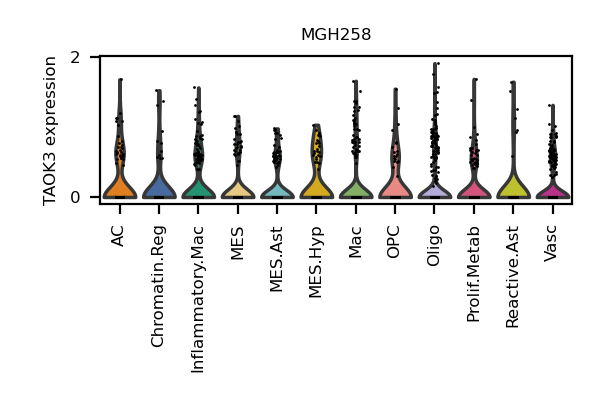 MGH258
TAOK3 expression
2
0
AC
Chromatin.Reg
Inflammatory.Mac
MES
MES.Ast
MES.Hyp
Mac
OPC
Oligo
Prolif.Metab
Reactive.Ast
Vasc